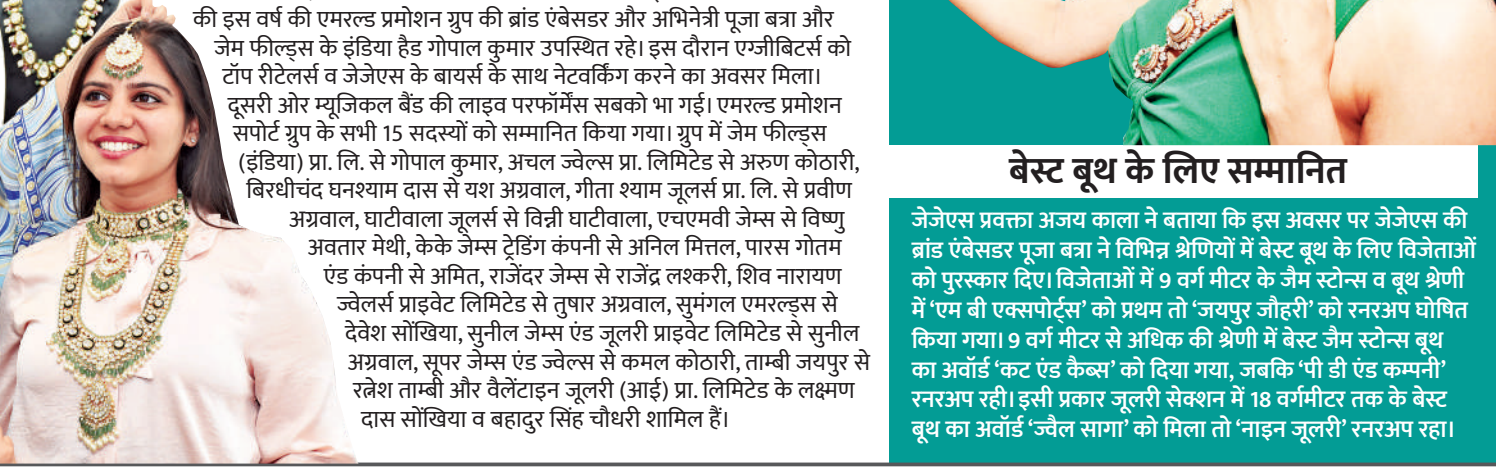 की इस वर्ष की एमरल्ड प्रमोशन ग्रुप की ब्रांड एंबेसडर और अभिनेत्री पूजा बत्रा और
जेम फील्ड्स के इंडिया हैड गोपाल कुमार उपस्थित रहे। इस दौरान एग्जीबिटर्स को
टॉप रीटेलर्स व जेजेएस के बायर्स के साथ नेटवर्किंग करने का अवसर मिला।
दूसरी ओर म्यूजिकल बैंड की लाइव परफॉर्मेंस सबको भा गई। एमरल्ड प्रमोशन
सपोर्ट ग्रुप के सभी 15 सदस्यों को सम्मानित किया गया। ग्रुप में जेम फील्ड्स
(इंडिया) प्रा. लि. से गोपाल कुमार, अचल ज्वेल्स प्रा. लिमिटेड से अरुण कोठारी,
बिरधीचंद घनश्याम दास से यश अग्रवाल, गीता श्याम जूलर्स प्रा. लि. से प्रवीण
अग्रवाल, घाटीवाला जूलर्स से विन्नी घाटीवाला, एचएमवी जेम्स से विष्णु
अवतार मेथी, केके जेम्स ट्रेडिंग कंपनी से अनिल मित्तल, पारस गोतम
एंड कंपनी से अमित, राजेंदर जेम्स से राजेंद्र लश्करी, शिव नारायण
ज्वेलर्स प्राइवेट लिमिटेड से तुषार अग्रवाल, सुमंगल एमरल्ड्स से
देवेश सोंखिया, सुनील जेम्स एंड जूलरी प्राइवेट लिमिटेड से सुनील
अग्रवाल, सूपर जेम्स एंड ज्वेल्स से कमल कोठारी, ताम्बी जयपुर से
रत्नेश ताम्बी और वैलेंटाइन जूलरी (आई) प्रा. लिमिटेड के लक्ष्मण
दास सोंखिया व बहादुर सिंह चौधरी शामिल हैं।
बेस्ट बूथ के लिए सम्मानित
जेजेएस प्रवक्ता अजय काला ने बताया कि इस अवसर पर जेजेएस की
ब्रांड एंबेसडर पूजा बत्रा ने विभिन्न श्रेणियों में बेस्ट बूथ के लिए विजेताओं
को पुरस्कार दिए। विजेताओं में 9 वर्ग मीटर के जैम स्टोन्स व बूथ श्रेणी
में ‘एम बी एक्सपोर्ट्स’ को प्रथम तो ‘जयपुर जौहरी’ को रनरअप घोषित
किया गया। 9 वर्ग मीटर से अधिक की श्रेणी में बेस्ट जैम स्टोन्स बूथ
का अवॉर्ड ‘कट एंड कैब्स’ को दिया गया, जबकि ‘पी डी एंड कम्पनी’
रनरअप रही। इसी प्रकार जूलरी सेक्शन में 18 वर्गमीटर तक के बेस्ट
बूथ का अवॉर्ड ‘ज्वैल सागा’ को मिला तो ‘नाइन जूलरी’ रनरअप रहा।